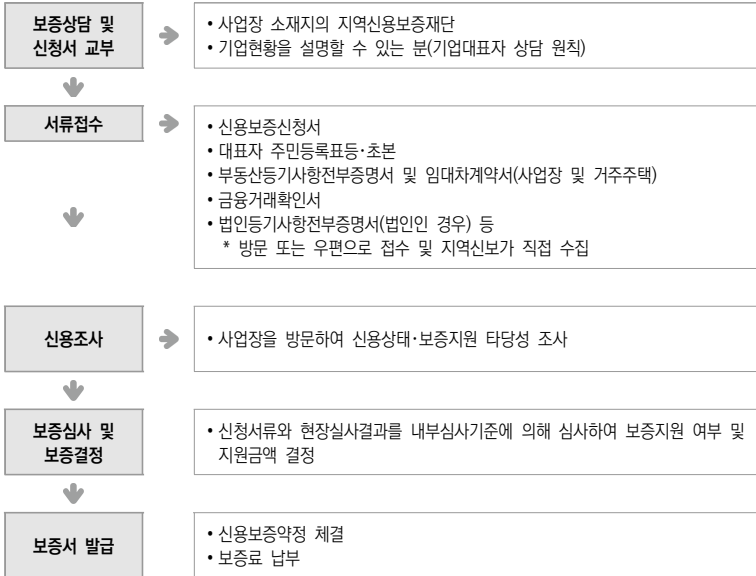 보증상담 및
신청서 교부
• 사업장 소재지의 지역신용보증재단
• 기업현황을 설명할 수 있는 분(기업대표자 상담 원칙)
서류접수
• 신용보증신청서
• 대표자 주민등록표등·초본
• 부동산등기사항전부증명서 및 임대차계약서(사업장 및 거주주택)
• 금융거래확인서
• 법인등기사항전부증명서(법인인 경우) 등
* 방문 또는 우편으로 접수 및 지역신보가 직접 수집
신용조사
• 사업장을 방문하여 신용상태·보증지원 타당성 조사
보증심사 및
보증결정
• 신청서류와 현장실사결과를 내부심사기준에 의해 심사하여 보증지원 여부 및
지원금액 결정
보증서 발급
• 신용보증약정 체결
• 보증료 납부